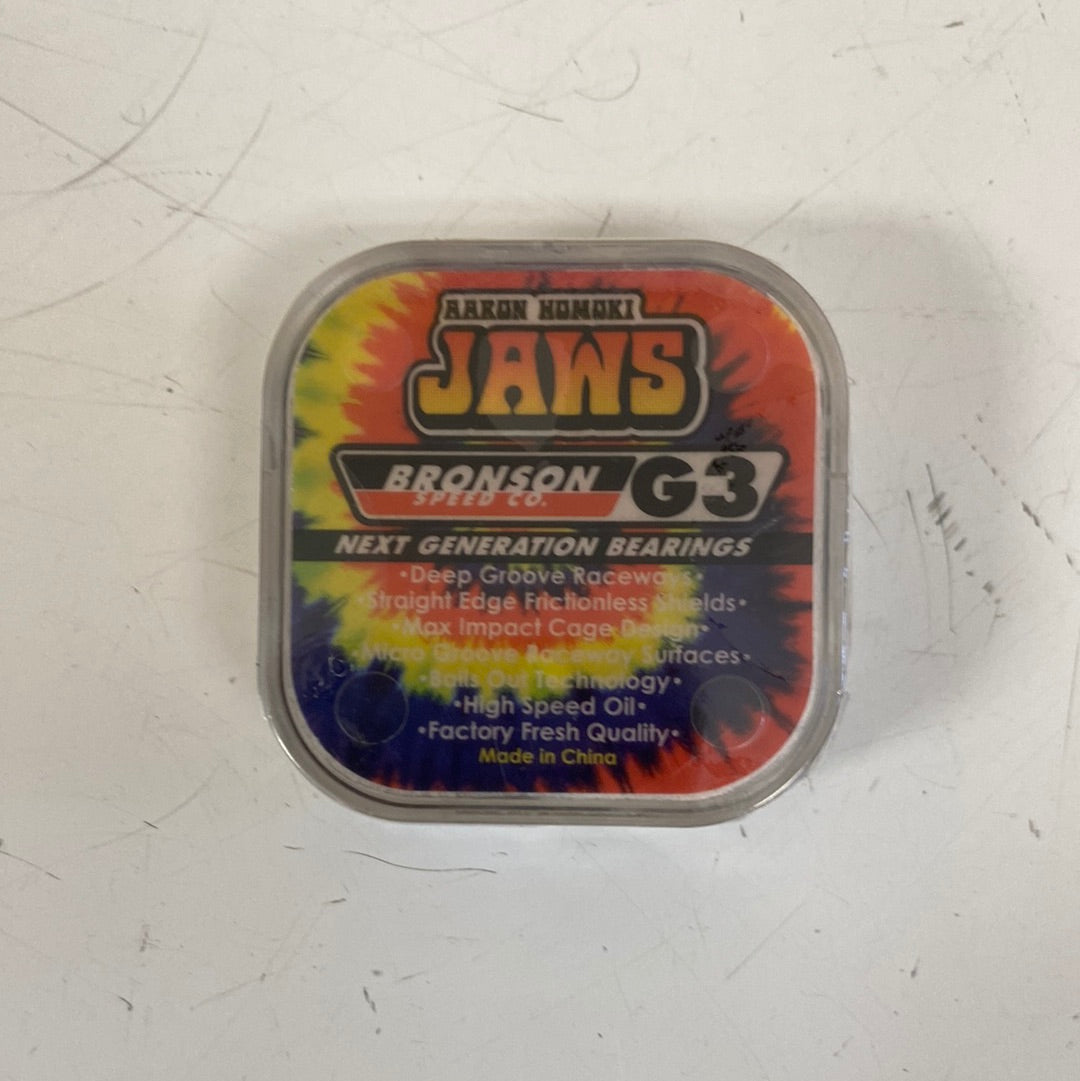 AARON HOMOKI
JAWS
BRONSON
SPEED CO.
G3
NEXT GENERATION BEARINGS
•Deep Groove Raceways•
•Straight Edge Frictionless Shields•
•Max Impact Cage Design•
•Micro Groove Raceway Surfaces•
•Balls Out Technology•
•High Speed Oil•
•Factory Fresh Quality•
Made in China